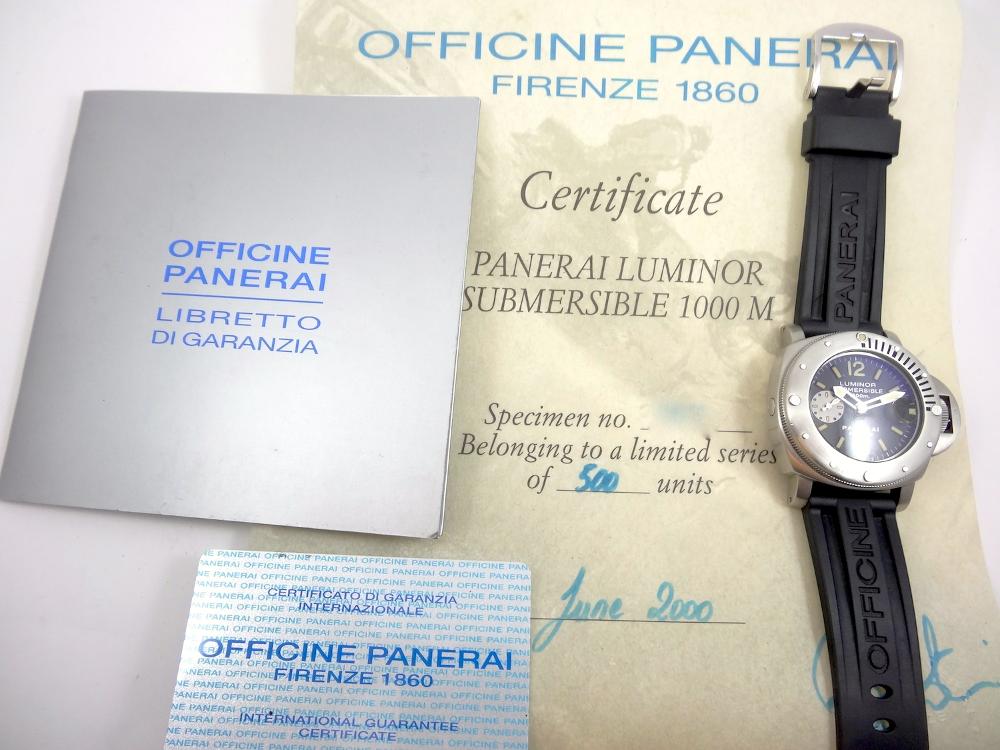 OFFICINE PANERAI
FIRENZE 1860
Certificate
PANERAI LUMINOR
SUBMERSIBLE 1000 M
Specimen no.
Belonging to a limited series
of 500 units
June 2000
OFFICINE
PANERAI
LIBRETTO
DI GARANZIA
CERTIFICATO DI GARANZIA
INTERNAZIONALE
OFFICINE PANERAI
FIRENZE 1860
INTERNATIONAL GUARANTEE
CERTIFICATE
PANERAI
12
LUMINOR
PANERAI
OFFICINE